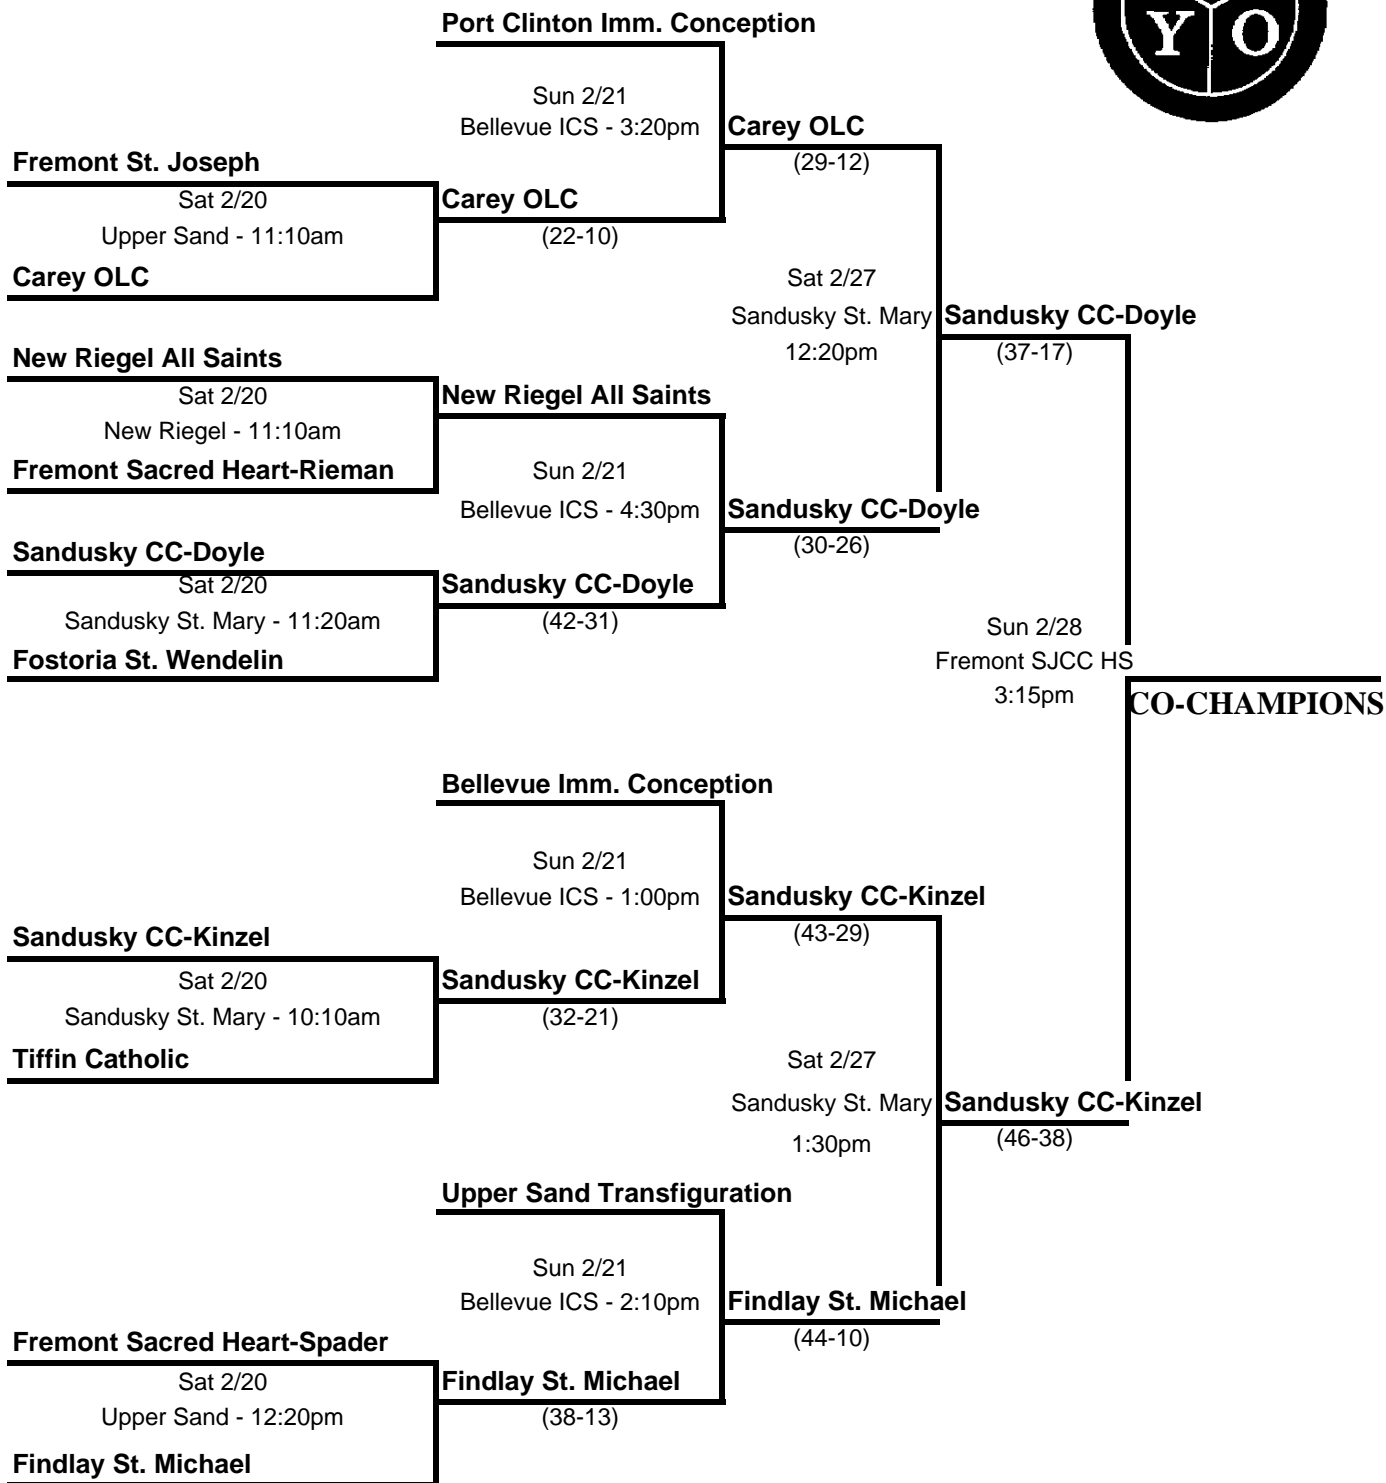 Port Clinton Imm. Conception
Y O
Sun 2/21
Bellevue ICS - 3:20pm
Carey OLC
(29-12)
Fremont St. Joseph
Sat 2/20
Upper Sand - 11:10am
Carey OLC
Carey OLC
(22-10)
Sat 2/27
Sandusky St. Mary
12:20pm
Sandusky CC-Doyle
(37-17)
New Riegel All Saints
Sat 2/20
New Riegel - 11:10am
Fremont Sacred Heart-Rieman
New Riegel All Saints
Sun 2/21
Bellevue ICS - 4:30pm
Sandusky CC-Doyle
(30-26)
Sandusky CC-Doyle
Sat 2/20
Sandusky St. Mary - 11:20am
Fostoria St. Wendelin
Sandusky CC-Doyle
(42-31)
Sun 2/28
Fremont SJCC HS
3:15pm
CO-CHAMPIONS
Bellevue Imm. Conception
Sun 2/21
Bellevue ICS - 1:00pm
Sandusky CC-Kinzel
(43-29)
Sandusky CC-Kinzel
Sat 2/20
Sandusky St. Mary - 10:10am
Tiffin Catholic
Sandusky CC-Kinzel
(32-21)
Sat 2/27
Sandusky St. Mary
1:30pm
Sandusky CC-Kinzel
(46-38)
Upper Sand Transfiguration
Sun 2/21
Bellevue ICS - 2:10pm
Findlay St. Michael
(44-10)
Fremont Sacred Heart-Spader
Sat 2/20
Upper Sand - 12:20pm
Findlay St. Michael
Findlay St. Michael
(38-13)